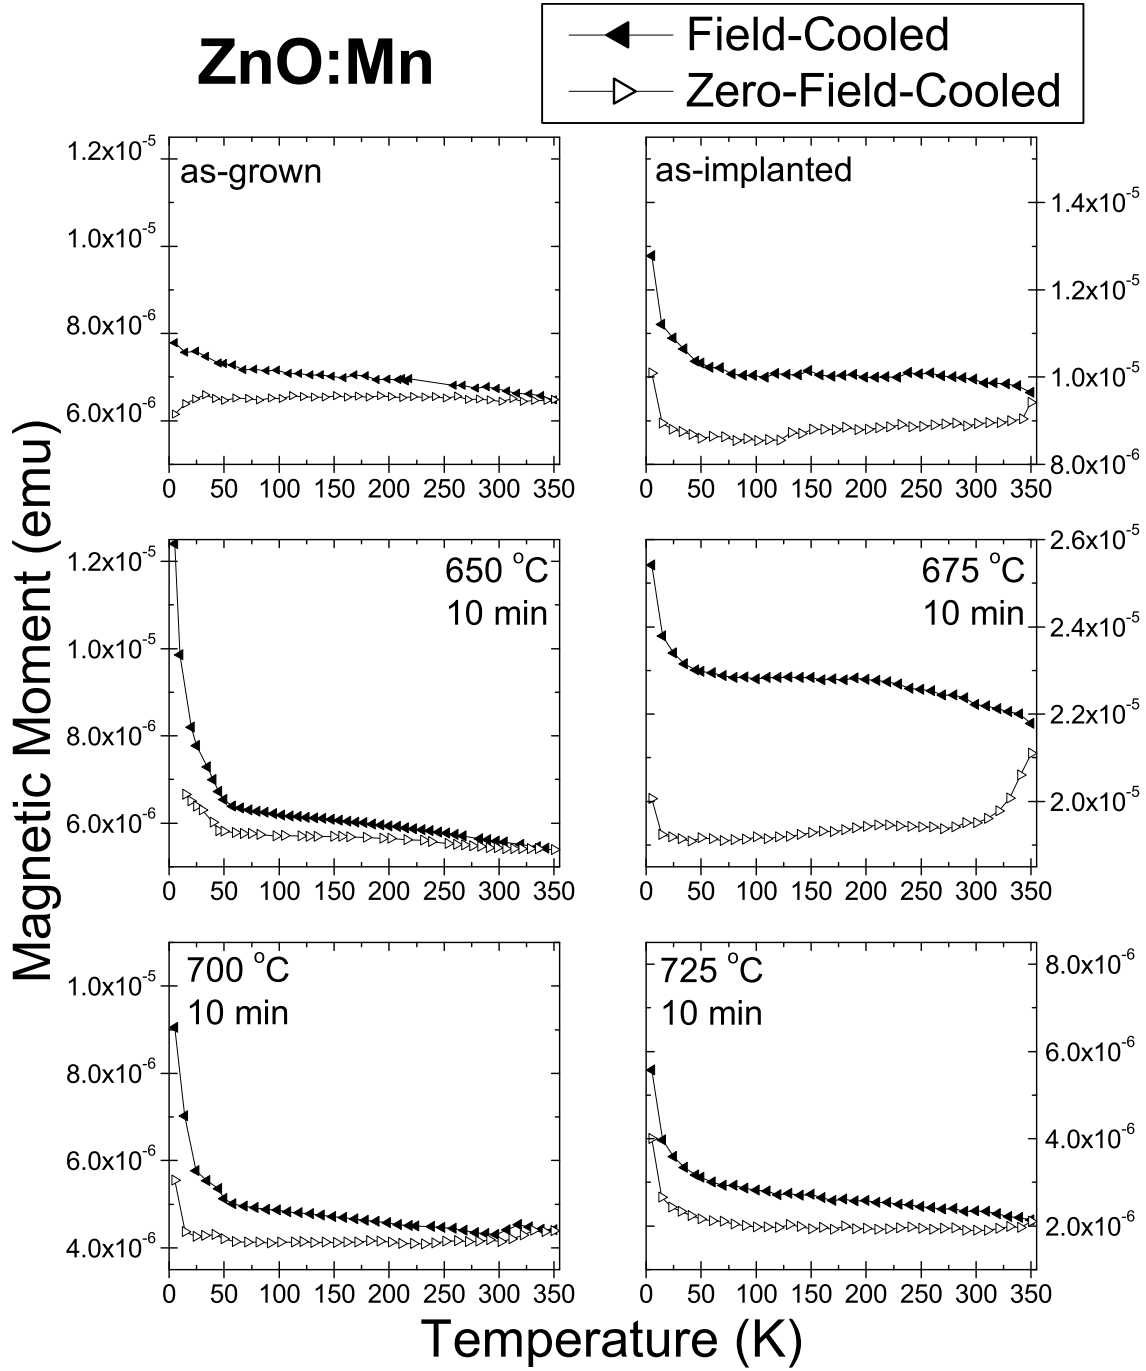 ZnO:Mn
Field-Cooled
Zero-Field-Cooled
Magnetic Moment (emu)
as-grown
1.2x10⁻⁵
1.0x10⁻⁵
8.0x10⁻⁶
6.0x10⁻⁶
0 50 100 150 200 250 300 350
as-implanted
1.4x10⁻⁵
1.2x10⁻⁵
1.0x10⁻⁵
8.0x10⁻⁶
0 50 100 150 200 250 300 350
650 °C
10 min
1.2x10⁻⁵
1.0x10⁻⁵
8.0x10⁻⁶
6.0x10⁻⁶
0 50 100 150 200 250 300 350
675 °C
10 min
2.6x10⁻⁵
2.4x10⁻⁵
2.2x10⁻⁵
2.0x10⁻⁵
0 50 100 150 200 250 300 350
700 °C
10 min
1.0x10⁻⁵
8.0x10⁻⁶
6.0x10⁻⁶
4.0x10⁻⁶
0 50 100 150 200 250 300 350
725 °C
10 min
8.0x10⁻⁶
6.0x10⁻⁶
4.0x10⁻⁶
2.0x10⁻⁶
0 50 100 150 200 250 300 350
Temperature (K)